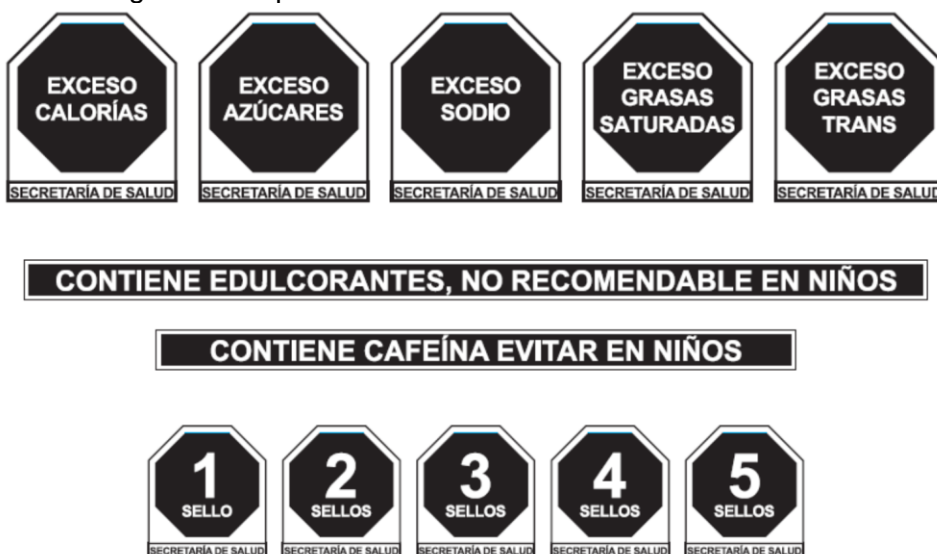 EXCESO
CALORÍAS
SECRETARÍA DE SALUD
EXCESO
AZÚCARES
SECRETARÍA DE SALUD
EXCESO
SODIO
SECRETARÍA DE SALUD
EXCESO
GRASAS
SATURADAS
SECRETARÍA DE SALUD
EXCESO
GRASAS
TRANS
SECRETARÍA DE SALUD
CONTIENE EDULCORANTES, NO RECOMENDABLE EN NIÑOS
CONTIENE CAFEÍNA EVITAR EN NIÑOS
1
SELLO
SECRETARÍA DE SALUD
2
SELLOS
SECRETARÍA DE SALUD
3
SELLOS
SECRETARÍA DE SALUD
4
SELLOS
SECRETARÍA DE SALUD
5
SELLOS
SECRETARÍA DE SALUD